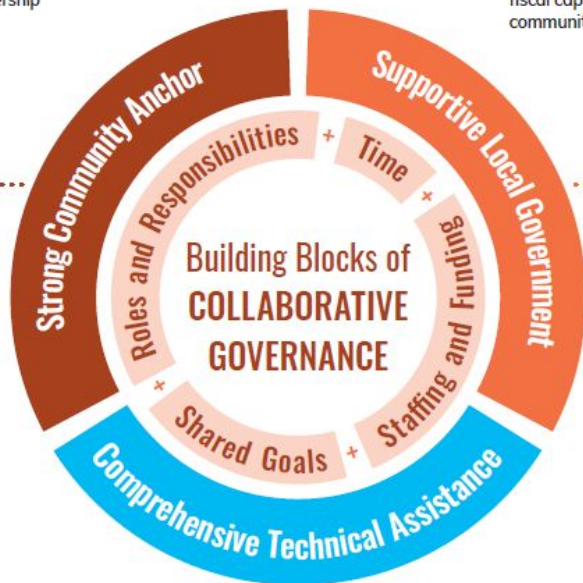 Strong Community Anchor
Supportive Local Government
Roles and Responsibilities
+
Time
+
Staffing and Funding
+
Shared Goals
+
Building Blocks of
COLLABORATIVE
GOVERNANCE
Comprehensive Technical Assistance